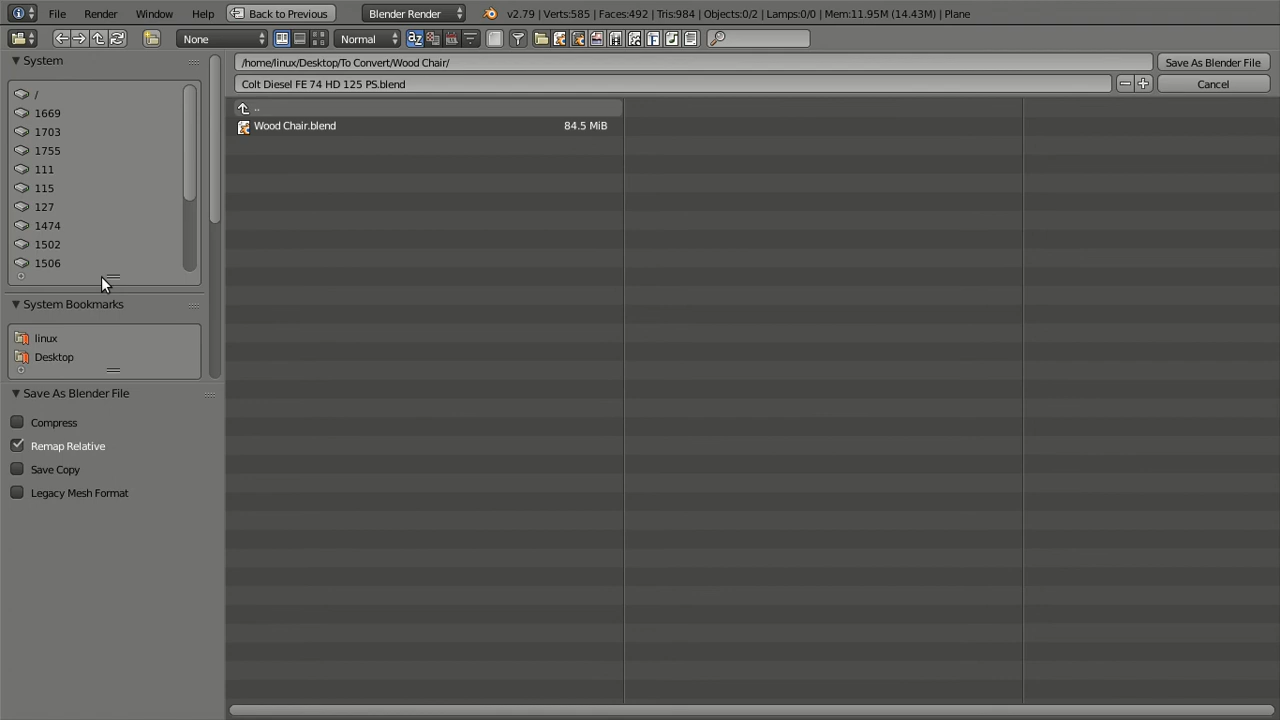 File Render Window Help Back to Previous Blender Render v2.79 | Verts:585 | Faces:492 | Tris:984 | Objects:0/2 | Lamps:0/0 | Mem:11.95M (14.43M) | Plane
None Normal
System
/home/linux/Desktop/To Convert/Wood Chair/ Save As Blender File
Colt Diesel FE 74 HD 125 PS.blend Cancel
/
..
1669
Wood Chair.blend 84.5 MiB
1703
1755
111
115
127
1474
1502
1506
System Bookmarks
linux
Desktop
Save As Blender File
Compress
Remap Relative
Save Copy
Legacy Mesh Format